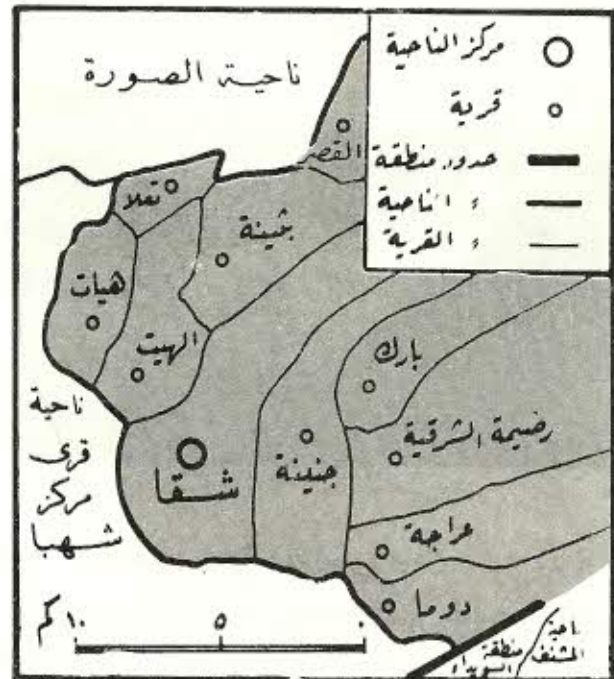 ناحية الصورة
مركز الناحية
قرية
حدود منطقة
〃 الناحية
〃 القرية
القصر
تعلا
بثينة
هيات
الهيت
بارك
رضيمة الشرقية
جنينة
شقا
عراجة
دوما
ناحية
قرى
مركز
شهبا
١٠ كم
٥
٠
ناحية
المشنف
منطقة
السويداء